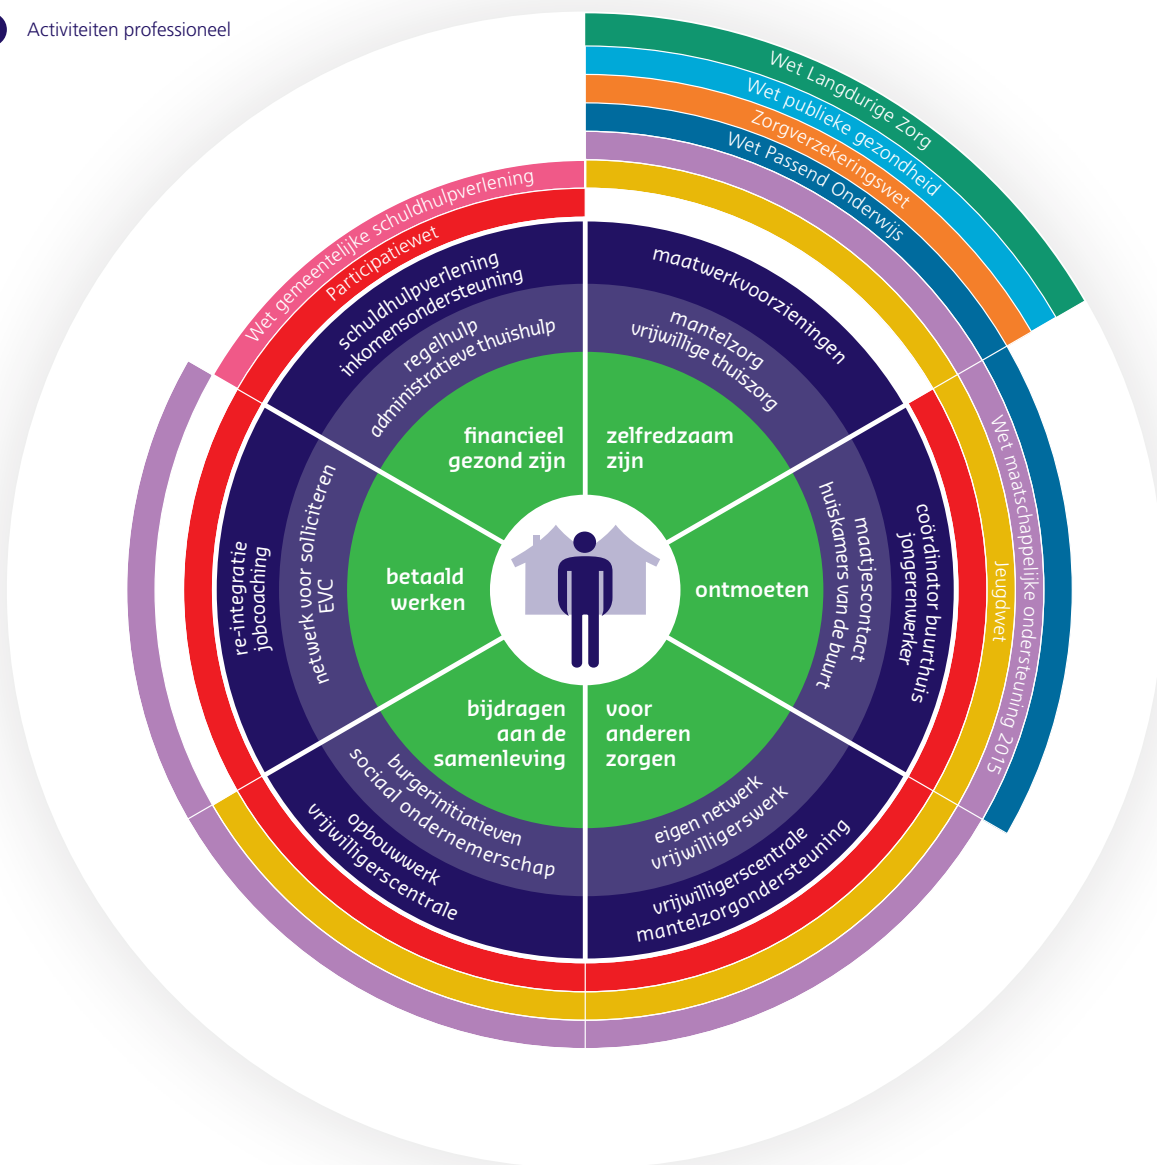 Activiteiten professioneel
Wet Langdurige Zorg
Wet publieke gezondheid
Zorgverzekeringswet
Wet Passend Onderwijs
Wet gemeentelijke schuldhulpverlening
Participatiewet
schuldhulpverlening
inkomensondersteuning
regelhulp
administratieve thuishulp
maatwerkvoorzieningen
mantelzorg
vrijwillige thuiszorg
financieel
gezond zijn
zelfredzaam
zijn
Wet maatschappelijke ondersteuning 2015
Jeugdwet
coördinator buurthuis
jongerenwerker
maatjescontact
huiskamers van de buurt
ontmoeten
re-integratie
jobcoaching
netwerk voor solliciteren
EVC
betaald
werken
bijdragen
aan de
samenleving
voor
anderen
zorgen
burgerinitiatieven
sociaal ondernemerschap
opbouwwerk
vrijwilligerscentrale
eigen netwerk
vrijwilligerswerk
vrijwilligerscentrale
mantelzorgondersteuning